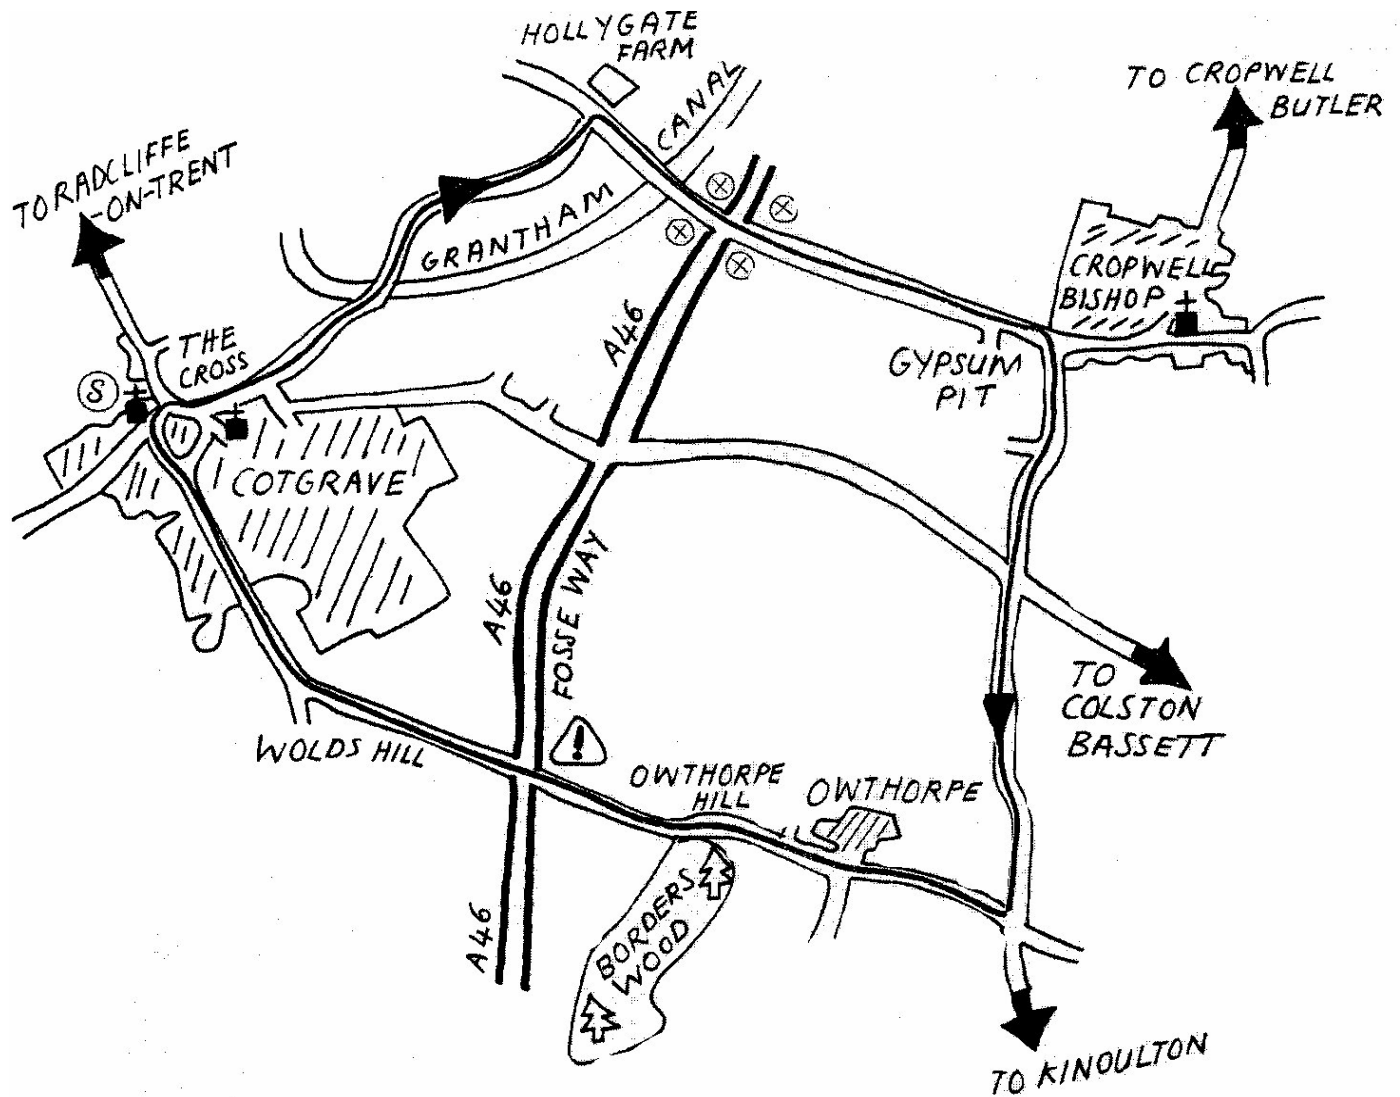 HOLLYGATE
FARM
CANAL
TO CROPWELL
BUTLER
TO RADCLIFFE
-ON-TRENT
GRANTHAM
CROPWELL
BISHOP
THE
CROSS
A46
GYPSUM
PIT
S
COTGRAVE
A46
FOSSE WAY
TO
COLSTON
BASSETT
WOLDS HILL
!
OWTHORPE
HILL
OWTHORPE
A46
BORDERS
WOOD
TO KINOULTON